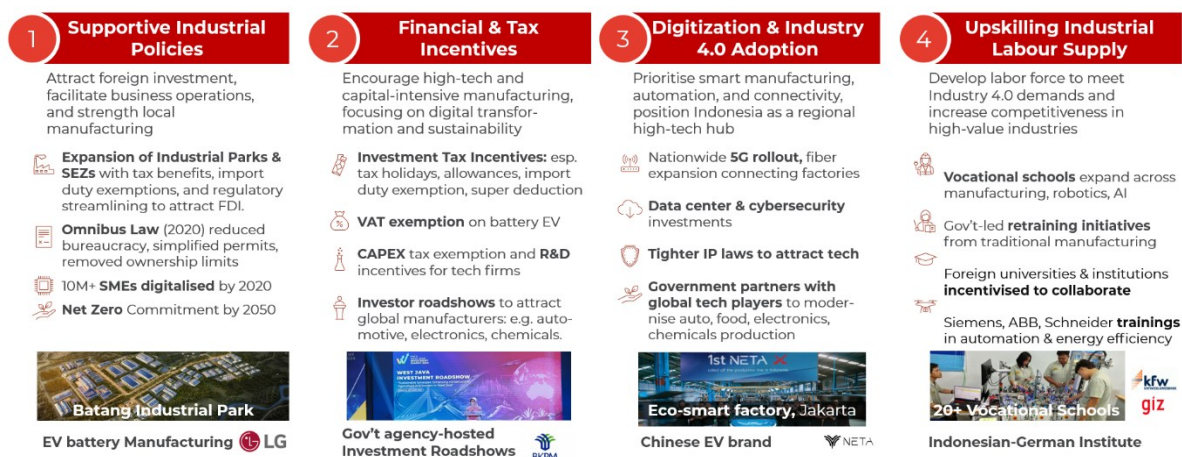 1
Supportive Industrial
Policies
Attract foreign investment,
facilitate business operations,
and strength local
manufacturing
Expansion of Industrial Parks &
SEZs with tax benefits, import
duty exemptions, and regulatory
streamlining to attract FDI.
Omnibus Law (2020) reduced
bureaucracy, simplified permits,
removed ownership limits
10M+ SMEs digitalised by 2020
Net Zero Commitment by 2050
Batang Industrial Park
EV battery Manufacturing
LG
2
Financial & Tax
Incentives
Encourage high-tech and
capital-intensive manufacturing,
focusing on digital transfor-
mation and sustainability
Investment Tax Incentives: esp.
tax holidays, allowances, import
duty exemption, super deduction
VAT exemption on battery EV
CAPEX tax exemption and R&D
incentives for tech firms
Investor roadshows to attract
global manufacturers: e.g. auto-
motive, electronics, chemicals.
WEST JAVA
INVESTMENT ROADSHOW
Gov't agency-hosted
Investment Roadshows
BKPM
3
Digitization & Industry
4.0 Adoption
Prioritise smart manufacturing,
automation, and connectivity,
position Indonesia as a regional
high-tech hub
Nationwide 5G rollout, fiber
expansion connecting factories
Data center & cybersecurity
investments
Tighter IP laws to attract tech
Government partners with
global tech players to moder-
nise auto, food, electronics,
chemicals production
1st NETA
Eco-smart factory, Jakarta
Chinese EV brand
NETA
4
Upskilling Industrial
Labour Supply
Develop labor force to meet
Industry 4.0 demands and
increase competitiveness in
high-value industries
Vocational schools expand across
manufacturing, robotics, AI
Gov't-led retraining initiatives
from traditional manufacturing
Foreign universities & institutions
incentivised to collaborate
Siemens, ABB, Schneider trainings
in automation & energy efficiency
20+ Vocational Schools
kfw
giz
Indonesian-German Institute